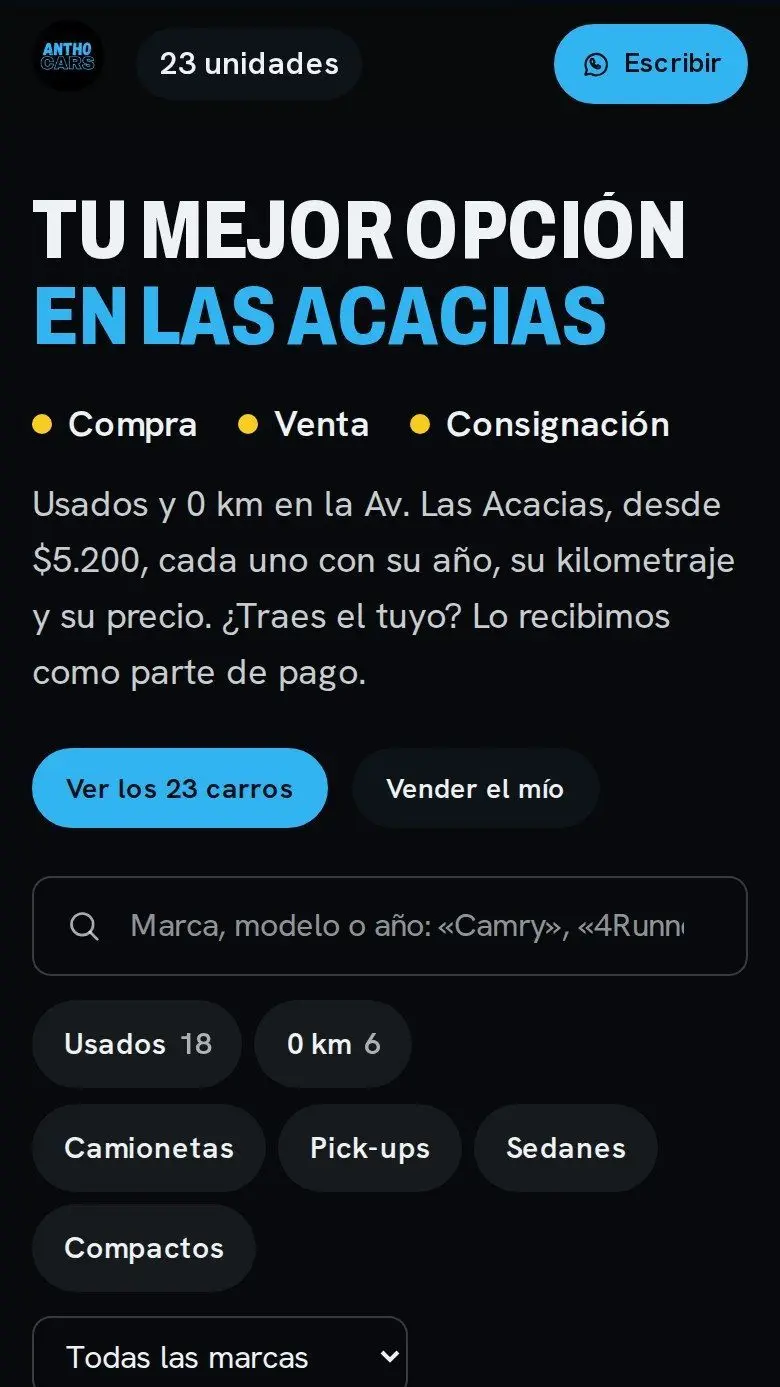 ANTHO
CARS
23 unidades
Escribir
TU MEJOR OPCIÓN
EN LAS ACACIAS
Compra Venta Consignación
Usados y 0 km en la Av. Las Acacias, desde
$5.200, cada uno con su año, su kilometraje
y su precio. ¿Traes el tuyo? Lo recibimos
como parte de pago.
Ver los 23 carros Vender el mío
Marca, modelo o año: «Camry», «4Runn
Usados 18 0 km 6
Camionetas Pick-ups Sedanes
Compactos
Todas las marcas